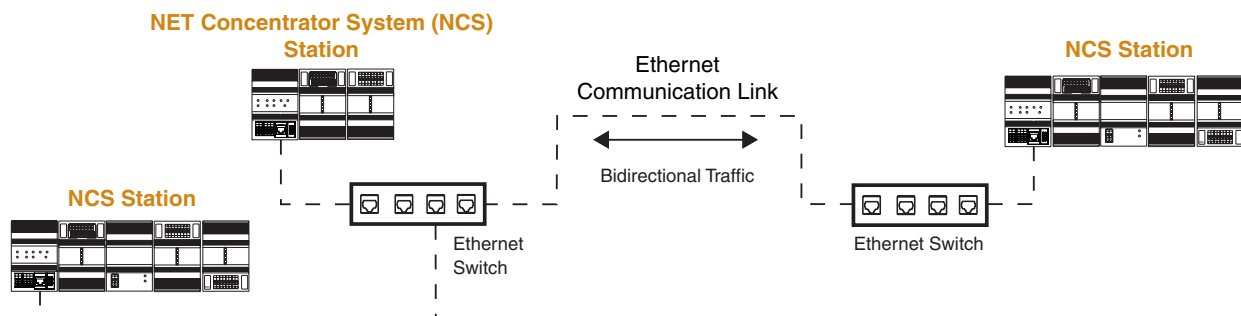 NET Concentrator System (NCS)
Station
Ethernet
Communication Link
NCS Station
Bidirectional Traffic
NCS Station
Ethernet
Switch
Ethernet Switch